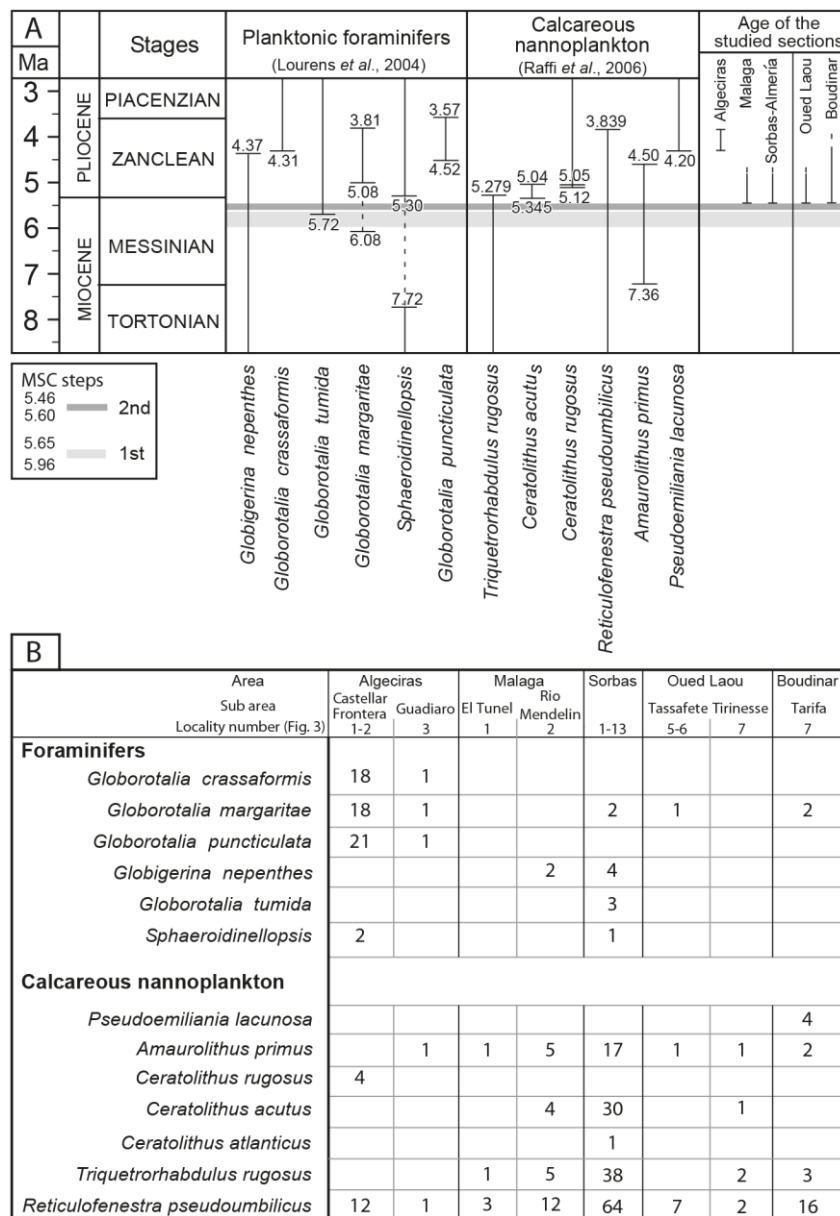 A
Ma
Stages
Planktonic foraminifers
(Lourens et al., 2004)
Calcareous
nannoplankton
(Raffi et al., 2006)
Age of the
studied sections
Algeciras
Malaga
Sorbas-Almería
Oued Laou
Boudinar
3
4
5
6
7
8
PLIOCENE
MIOCENE
PIACENZIAN
ZANCLEAN
MESSINIAN
TORTONIAN
4.37
4.31
5.72
3.81
5.08
6.08
5.30
7.72
3.57
4.52
5.279
5.04
5.345
5.05
5.12
3.839
4.50
7.36
4.20
MSC steps
5.46
5.60
2nd
5.65
5.96
1st
Globigerina nepenthes
Globorotalia crassaformis
Globorotalia tumida
Globorotalia margaritae
Sphaeroidinellopsis
Globorotalia puncticulata
Triquetrorhabdulus rugosus
Ceratolithus acutus
Ceratolithus rugosus
Reticulofenestra pseudoumbilicus
Amaurolithus primus
Pseudoemiliania lacunosa
B
Area Algeciras Malaga Sorbas Oued Laou Boudinar
Sub area Castellar Frontera Guadiaro El Tunel Rio Mendelin Tassafete Tirinesse Tarifa
Locality number (Fig. 3) 1-2 3 1 2 1-13 5-6 7 7
Foraminifers
Globorotalia crassaformis 18 1
Globorotalia margaritae 18 1 2 1 2
Globorotalia puncticulata 21 1
Globigerina nepenthes 2 4
Globorotalia tumida 3
Sphaeroidinellopsis 2 1
Calcareous nannoplankton
Pseudoemiliania lacunosa 4
Amaurolithus primus 1 1 5 17 1 1 2
Ceratolithus rugosus 4
Ceratolithus acutus 4 30 1
Ceratolithus atlanticus 1
Triquetrorhabdulus rugosus 1 5 38 2 3
Reticulofenestra pseudoumbilicus 12 1 3 12 64 7 2 16